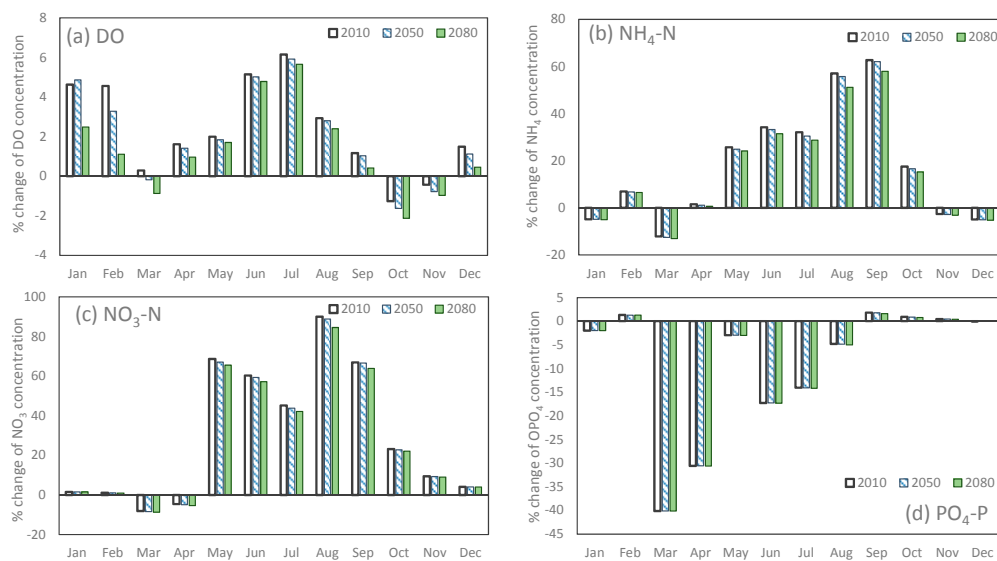 (a) DO
2010 2050 2080
% change of DO concentration
8
6
4
2
0
-2
-4
Jan Feb Mar Apr May Jun Jul Aug Sep Oct Nov Dec
(b) NH₄-N
2010 2050 2080
% change of NH₄ concentration
80
60
40
20
0
-20
Jan Feb Mar Apr May Jun Jul Aug Sep Oct Nov Dec
(c) NO₃-N
2010 2050 2080
% change of NO₃ concentration
100
80
60
40
20
0
-20
Jan Feb Mar Apr May Jun Jul Aug Sep Oct Nov Dec
% change of OPO₄ concentration
5
0
-5
-10
-15
-20
-25
-30
-35
-40
-45
2010 2050 2080
(d) PO₄-P
Jan Feb Mar Apr May Jun Jul Aug Sep Oct Nov Dec